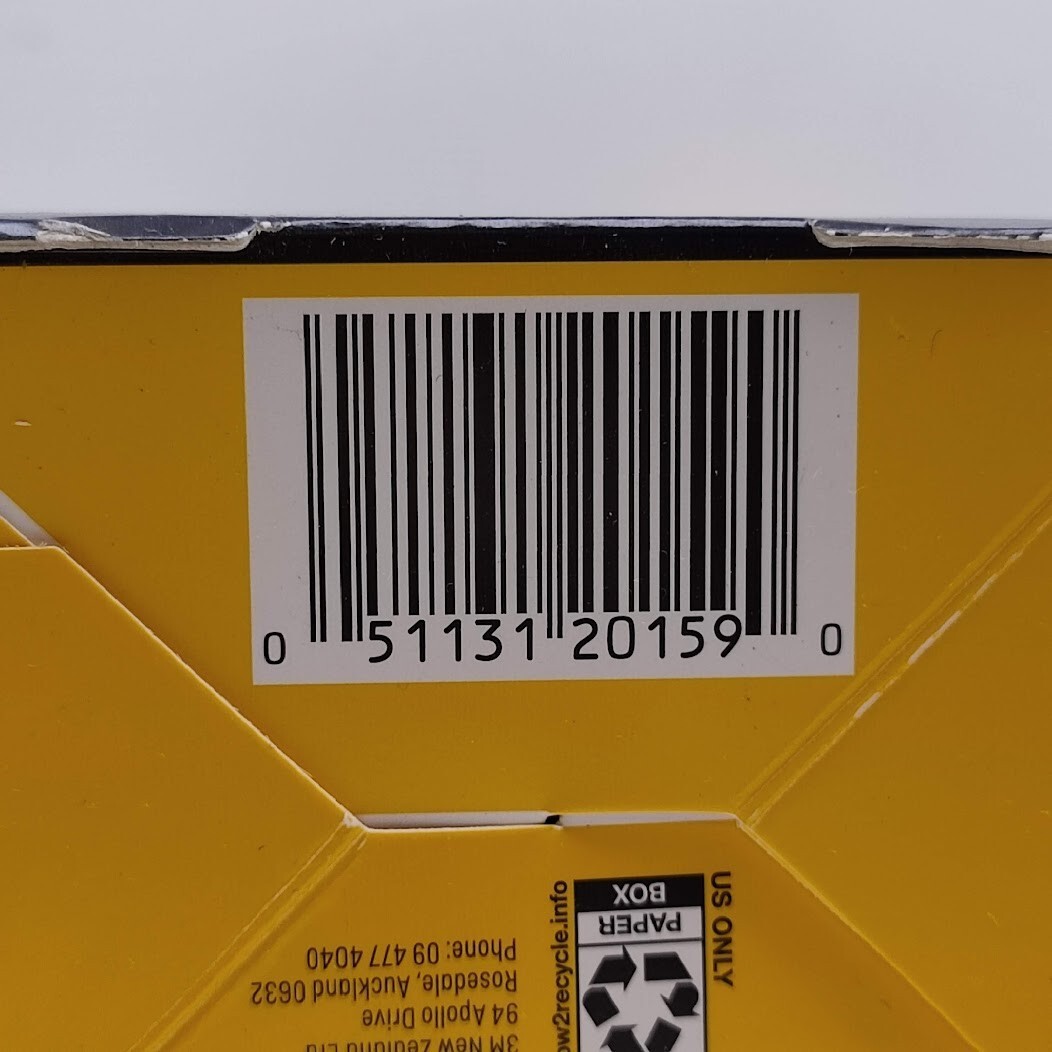 0 51131 20159 0
US ONLY
BOX
PAPER
3M New Zealand Ltd
94 Apollo Drive
Rosedale, Auckland 0632
Phone: 09 477 4040
ow2recycle.info